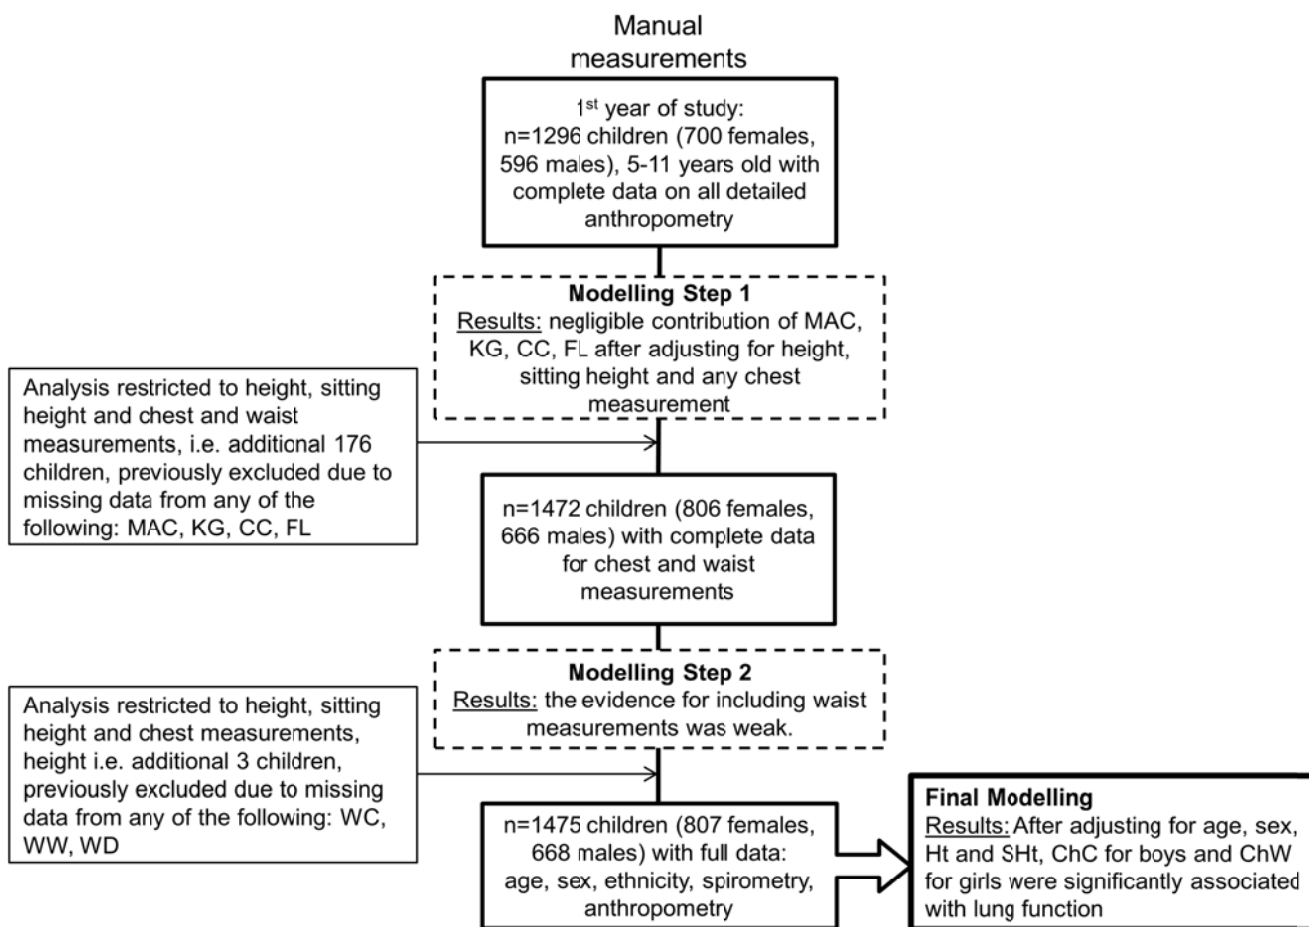 Manual
measurements
1st year of study:
n=1296 children (700 females,
596 males), 5-11 years old with
complete data on all detailed
anthropometry
Modelling Step 1
Results: negligible contribution of MAC,
KG, CC, FL after adjusting for height,
sitting height and any chest
measurement
Analysis restricted to height, sitting
height and chest and waist
measurements, i.e. additional 176
children, previously excluded due to
missing data from any of the
following: MAC, KG, CC, FL
n=1472 children (806 females,
666 males) with complete data
for chest and waist
measurements
Modelling Step 2
Results: the evidence for including waist
measurements was weak.
Analysis restricted to height, sitting
height and chest measurements,
height i.e. additional 3 children,
previously excluded due to missing
data from any of the following: WC,
WW, WD
n=1475 children (807 females,
668 males) with full data:
age, sex, ethnicity, spirometry,
anthropometry
Final Modelling
Results: After adjusting for age, sex,
Ht and SHt, ChC for boys and ChW
for girls were significantly associated
with lung function